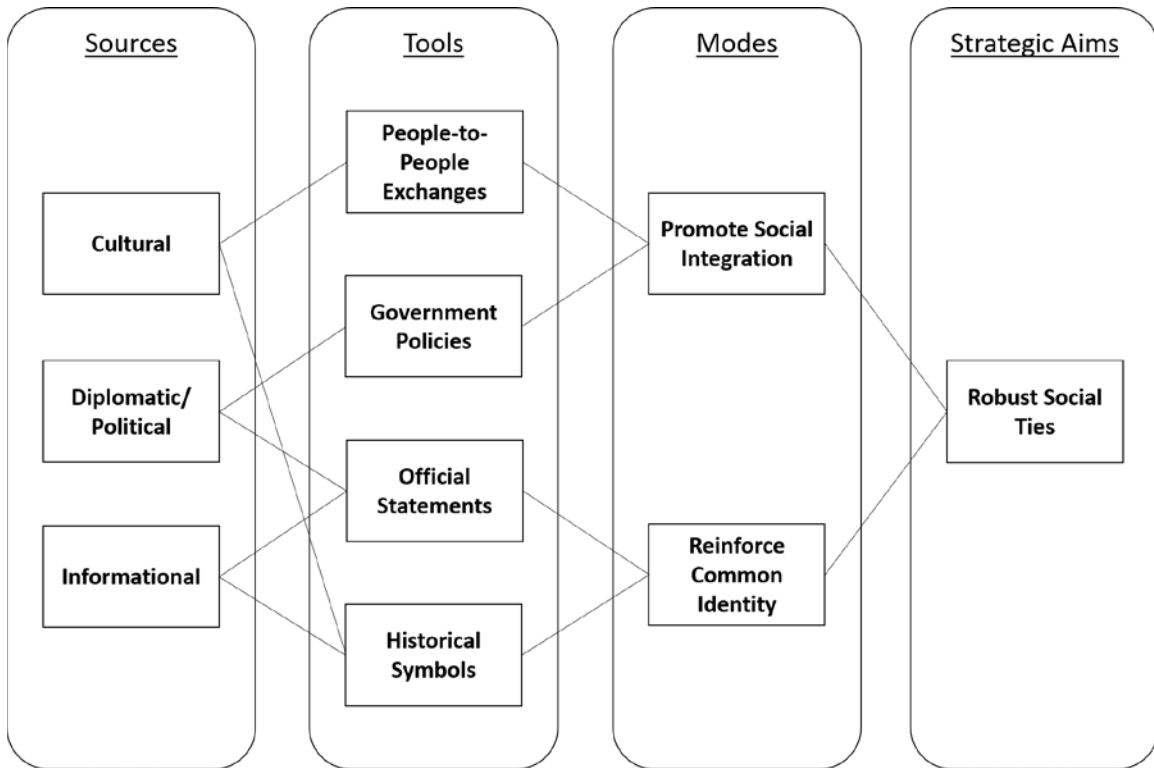 Sources
Cultural
Diplomatic/
Political
Informational
Tools
People-to-
People
Exchanges
Government
Policies
Official
Statements
Historical
Symbols
Modes
Promote Social
Integration
Reinforce
Common
Identity
Strategic Aims
Robust Social
Ties